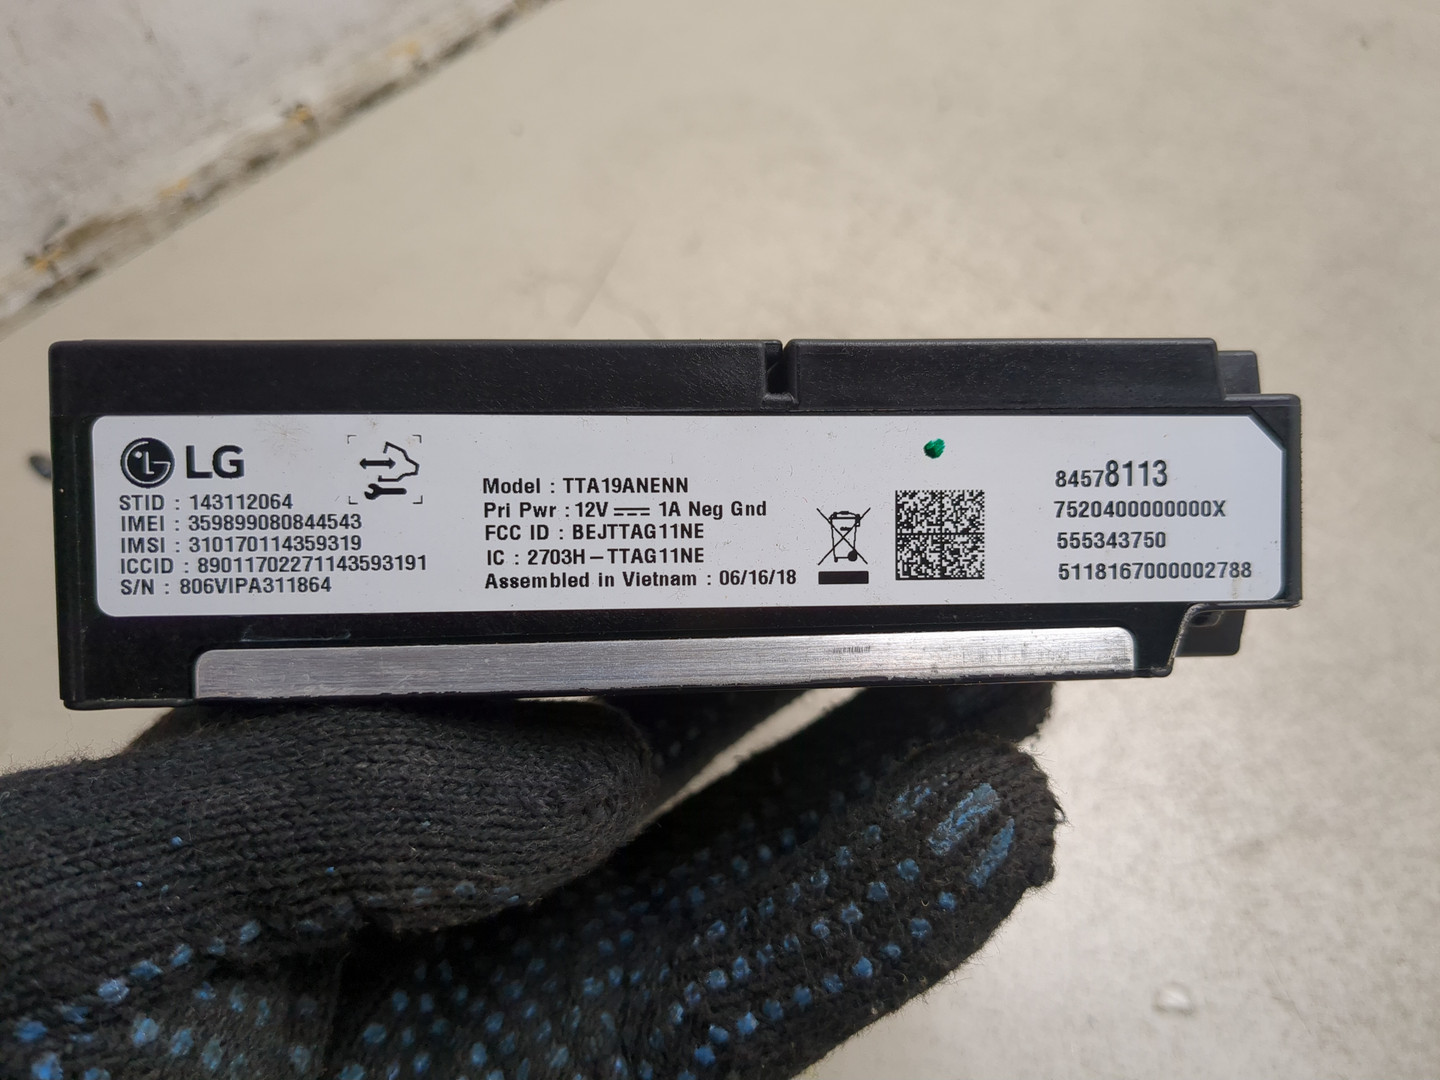 LG
STID : 143112064
IMEI : 359899080844543
IMSI : 310170114359319
ICCID : 89011702271143593191
S/N : 806VIPA311864
Model : TTA19ANENN
Pri Pwr : 12V 1A Neg Gnd
FCC ID : BEJTTAG11NE
IC : 2703H-TTAG11NE
Assembled in Vietnam : 06/16/18
84578113
7520400000000X
555343750
5118167000002788